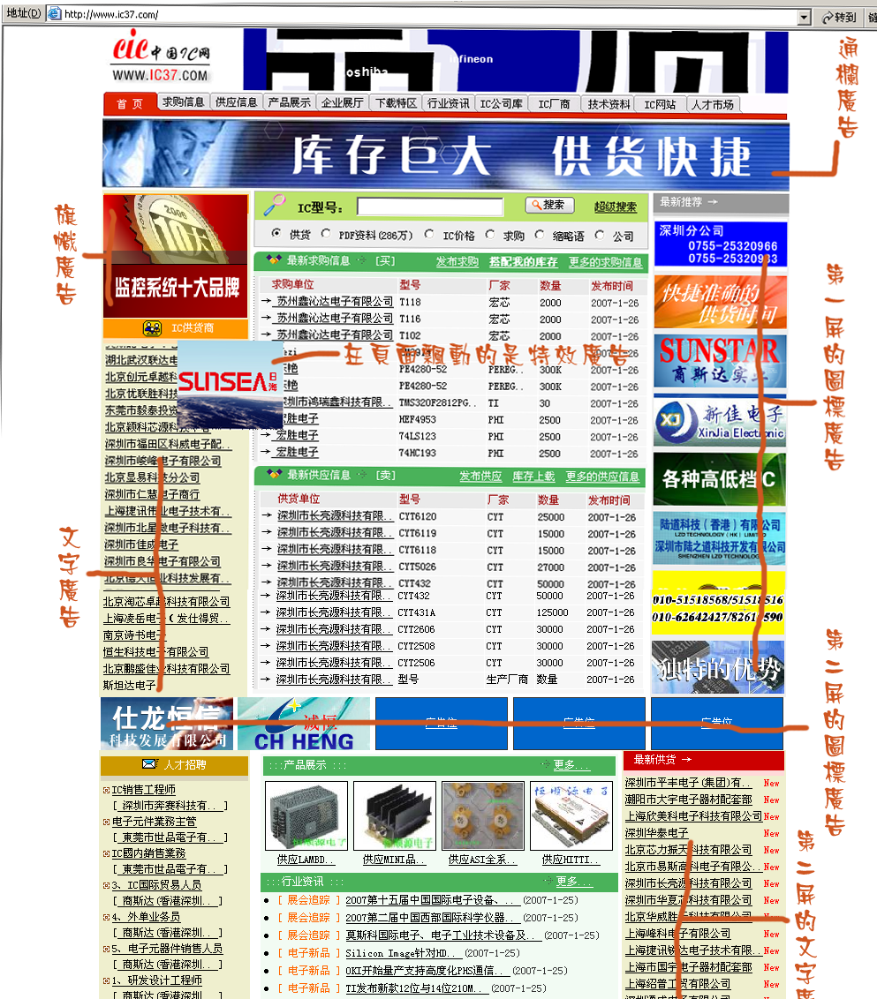 地址(D) http://www.ic37.com/ 转到
cic中国IC网
WWW.IC37.COM
oshiba
infineon
通欄廣告
首页 求购信息 供应信息 产品展示 企业展厅 下载特区 行业资讯 IC公司库 IC厂商 技术资料 IC网站 人才市场
库存巨大 供货快捷
旗幟廣告
2006
监控系统十大品牌
IC供货商
湖北武汉联达电
北京创元卓越科
北京优联胜科技
东莞市毅泰投资
北京颖科芯源科技
深圳市福田区科威电子配..
深圳市峻峰电子有限公司
北京显易科技分公司
深圳市仁慧电子商行
上海捷讯伟业电子技术有..
深圳市北星微电子科技有..
深圳市佳成电子
深圳市良华电子有限公司
北京海芯卓越科技有限公司
上海凌岳电子(发仕得贸..
南京诗书电子
恒生科技电子有限公司
北京鹏盛佳业科技有限公司
斯坦达电子
文字廣告
SUNSEA 日海
在頁面飄動的是特效廣告
IC型号： 搜索 超级搜索
供货 PDF资料(286万) IC价格 求购 缩略语 公司
最新求购信息 [买] 发布求购 搭配我的库存 更多的求购信息
求购单位 型号 厂家 数量 发布时间
→ 苏州鑫沁达电子有限公司 T118 宏芯 2000 2007-1-26
→ 苏州鑫沁达电子有限公司 T116 宏芯 2000 2007-1-26
→ 苏州鑫沁达电子有限公司 T102 宏芯 2000 2007-1-26
艳 PE4280-52 PEREG.. 300K 2007-1-26
艳 PE4280-52 PEREG.. 300K 2007-1-26
圳市鸿瑞鑫科技有限.. TMS320F2812PG.. TI 30 2007-1-26
宏胜电子 HEF4953 PHI 2500 2007-1-26
→ 宏胜电子 74LS123 PHI 2500 2007-1-26
→ 宏胜电子 74HC193 PHI 2500 2007-1-26
最新供应信息 [卖] 发布供应 库存上载 更多的供应信息
供货单位 型号 厂家 数量 发布时间
→ 深圳市长亮源科技有限.. CYT6120 CYT 25000 2007-1-26
→ 深圳市长亮源科技有限.. CYT6119 CYT 15000 2007-1-26
→ 深圳市长亮源科技有限.. CYT6118 CYT 15000 2007-1-26
→ 深圳市长亮源科技有限.. CYT5026 CYT 27000 2007-1-26
→ 深圳市长亮源科技有限.. CYT432 CYT 50000 2007-1-26
→ 深圳市长亮源科技有限.. CYT432 CYT 50000 2007-1-26
→ 深圳市长亮源科技有限.. CYT431A CYT 125000 2007-1-26
→ 深圳市长亮源科技有限.. CYT2606 CYT 30000 2007-1-26
→ 深圳市长亮源科技有限.. CYT2508 CYT 30000 2007-1-26
→ 深圳市长亮源科技有限.. CYT2506 CYT 30000 2007-1-26
→ 深圳市长亮源科技有限.. 型号 生产厂商 数量 2007-1-26
最新推荐 →
深圳分公司
0755-25320966
快捷准确的
供货时间
SUNSTAR
商斯达实业
XJ 新佳电子
XinJia Electronic
各种高低档IC
陆道科技（香港）有限公司
LZD TECHNOLOGY (HK) LIMITED
深圳市陆之道科技开发有限公司
SHENZHEN LZD TECHNOLOGY
010-51518568/51518516
010-62642427/82616590
独特的优势
第一屏的圖標廣告
仕龙恒信
科技发展有限公司
诚恒
CH HENG
广告位 广告位 广告位
第二屏的圖標廣告
人才招聘
IC销售工程师
[ 深圳市奔赛科技有.. ]
电子元件業務主管
[ 東莞市世品電子有.. ]
IC國内銷售業務
[ 東莞市世品電子有.. ]
3、IC国际贸易人员
[ 商斯达(香港深圳.. ]
4、外单业务员
[ 商斯达(香港深圳.. ]
5、电子元器件销售人员
[ 商斯达(香港深圳.. ]
1、研发设计工程师
[ 商斯达(香港深圳.. ]
:::产品展示 ::: 更多...
恒顺源电子
供应LAMBD.. 供应MINI品.. 供应ASI全系.. 供应HITTI..
:::行业资讯 ::: 更多...
● [ 展会追踪 ] 2007第十五届中国国际电子设备、.. (2007-1-25)
● [ 展会追踪 ] 2007第二届中国西部国际科学仪器.. (2007-1-25)
● [ 展会追踪 ] 莫斯科国际电子、电子工业技术设备及.. (2007-1-25)
● [ 电子新品 ] Silicon Image针对HD.. (2007-1-25)
● [ 电子新品 ] OKI开始量产支持高度化PHS通信.. (2007-1-25)
● [ 电子新品 ] TI发布新款12位与14位210M.. (2007-1-25)
最新供货 →
深圳市平丰电子(集团)有.. New
潮阳市大宇电子器材配套部 New
上海欣美科电子科技有限公司 New
深圳华泰电子 New
北京芯力振天科技有限公司 New
北京市易斯高科电子有限公.. New
深圳市长亮源科技有限公司 New
深圳市华夏芯科技有限公司 New
北京华威胜 科技有限公司 New
上海峰科电子有限公司 New
上海捷讯锐达电子技术有限.. New
上海市国宇电子器材配套部 New
上海绍普工贸有限公司 New
第二屏的文字廣